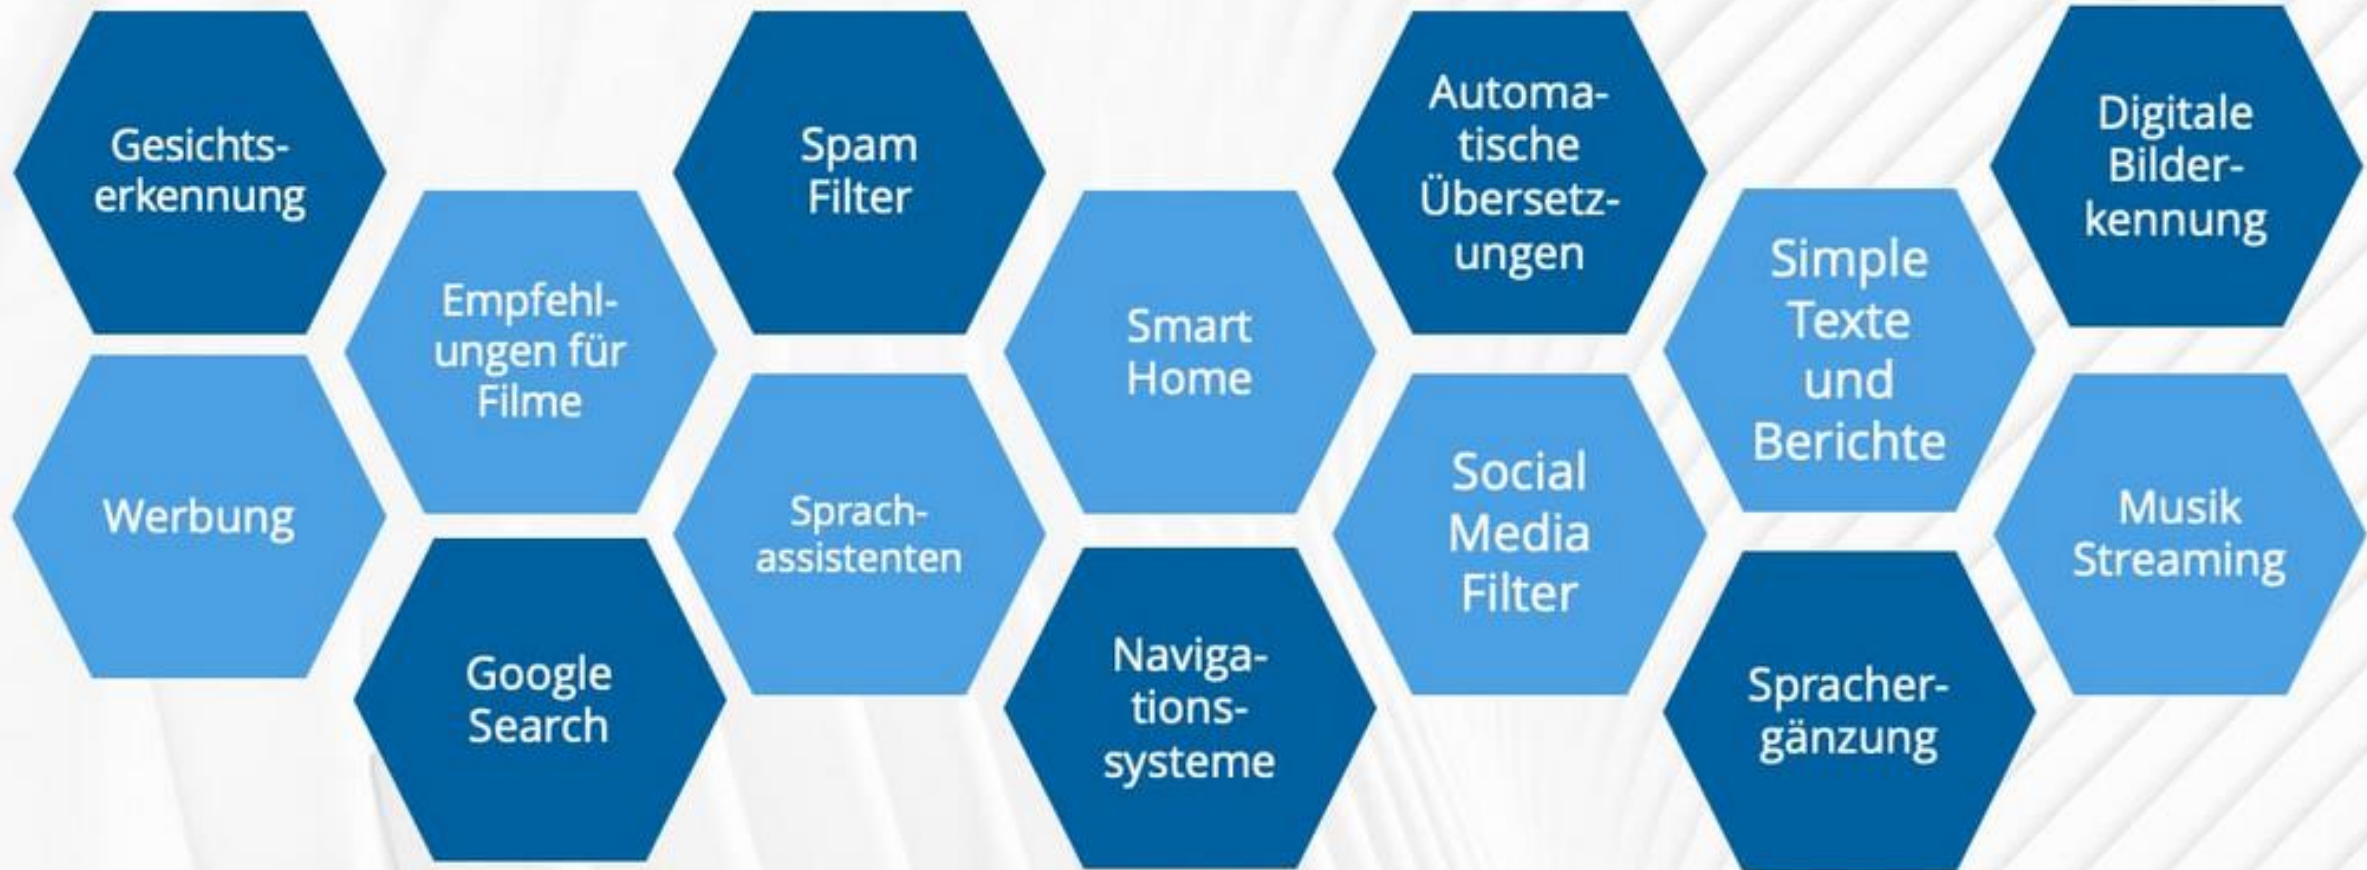 Gesichts-
erkennung
Spam
Filter
Automa-
tische
Übersetz-
ungen
Digitale
Bilder-
kennung
Empfehl-
ungen für
Filme
Smart
Home
Simple
Texte
und
Berichte
Werbung
Sprach-
assistenten
Social
Media
Filter
Musik
Streaming
Google
Search
Naviga-
tions-
systeme
Spracher-
gänzung